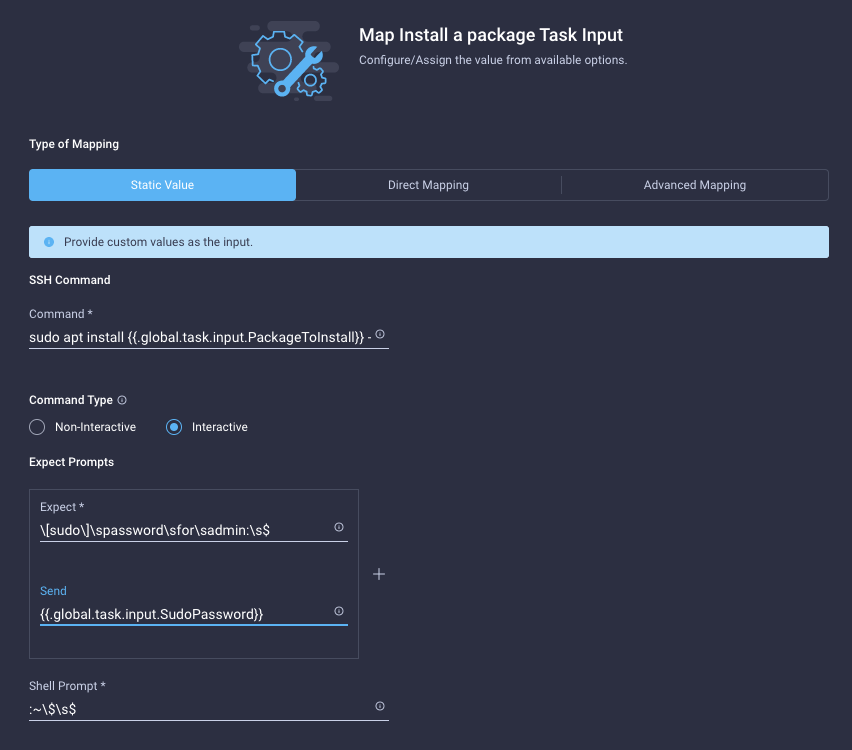 Map Install a package Task Input
Configure/Assign the value from available options.
Type of Mapping
Static Value
Direct Mapping
Advanced Mapping
Provide custom values as the input.
SSH Command
Command *
sudo apt install {{.global.task.input.PackageToInstall}} -
Command Type
Non-Interactive
Interactive
Expect Prompts
Expect *
\[sudo\]\spassword\sfor\sadmin:\s$
Send
{{.global.task.input.SudoPassword}}
Shell Prompt *
:~\$\s$